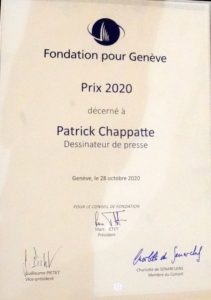 Fondation pour Genève
Prix 2020
décerné à
Patrick Chappatte
Dessinateur de presse
Genève, le 28 octobre 2020
POUR LE CONSEIL DE FONDATION
Président
Guillaume PICTET
Vice-président
Charlotte de SENARCLENS
Membre du Conseil